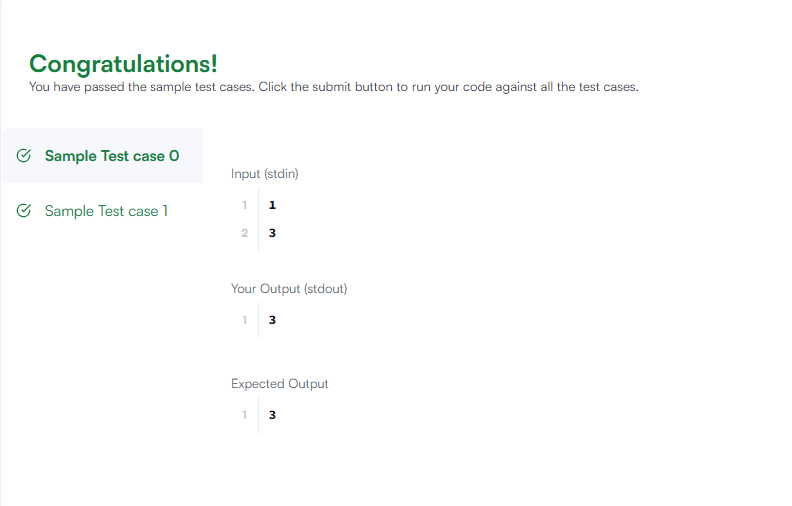 Congratulations!
You have passed the sample test cases. Click the submit button to run your code against all the test cases.
Sample Test case 0
Sample Test case 1
Input (stdin)
1 1
2 3
Your Output (stdout)
1 3
Expected Output
1 3